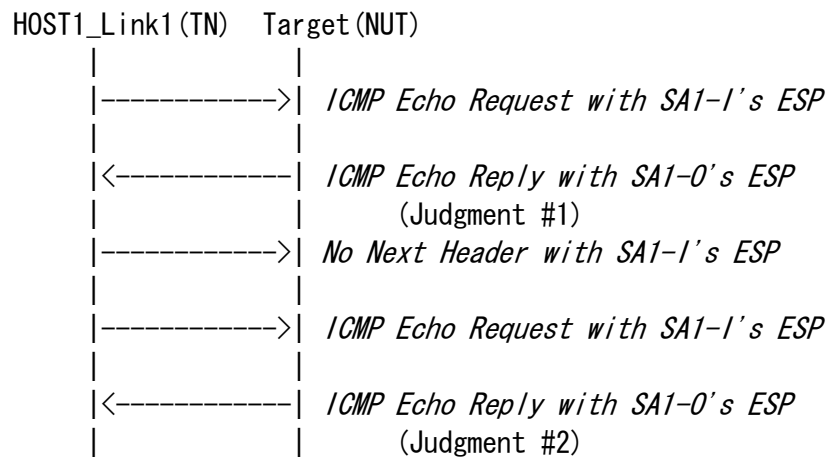 HOST1_Link1(TN)  Target(NUT)
|             |
|------------>| ICMP Echo Request with SA1-I's ESP
|             |
|<------------| ICMP Echo Reply with SA1-O's ESP
|             |     (Judgment #1)
|------------>| No Next Header with SA1-I's ESP
|             |
|------------>| ICMP Echo Request with SA1-I's ESP
|             |
|<------------| ICMP Echo Reply with SA1-O's ESP
|             |     (Judgment #2)